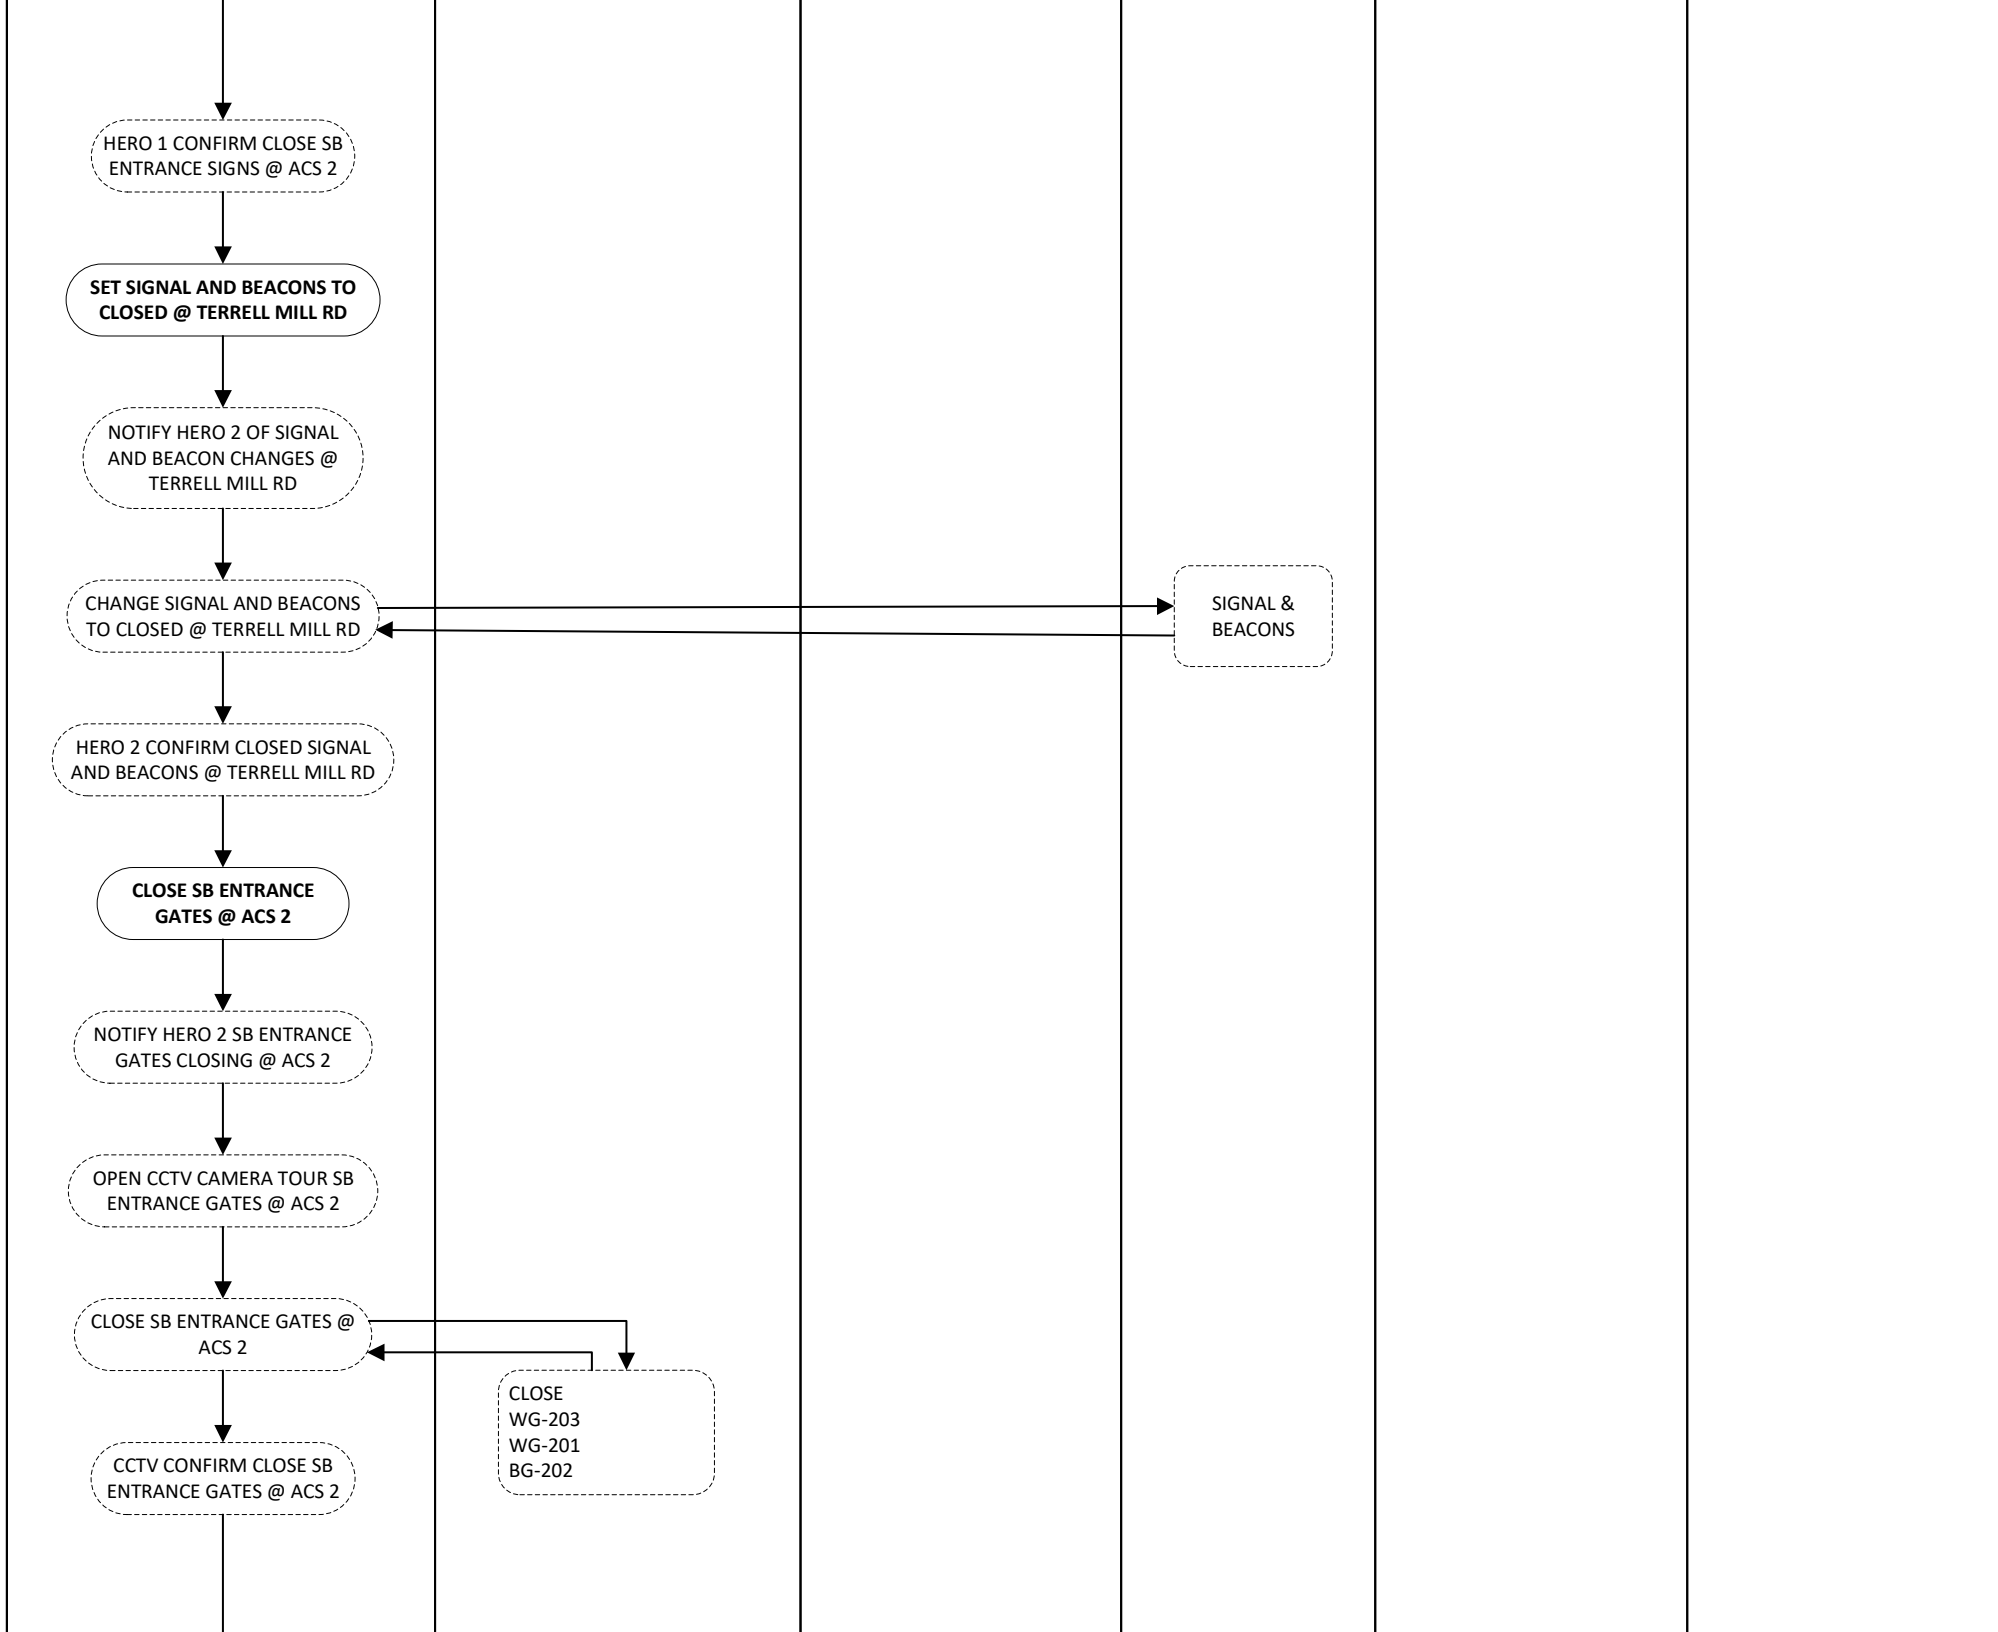 HERO 1 CONFIRM CLOSE SB
ENTRANCE SIGNS @ ACS 2
SET SIGNAL AND BEACONS TO
CLOSED @ TERRELL MILL RD
NOTIFY HERO 2 OF SIGNAL
AND BEACON CHANGES @
TERRELL MILL RD
CHANGE SIGNAL AND BEACONS
TO CLOSED @ TERRELL MILL RD
SIGNAL &
BEACONS
HERO 2 CONFIRM CLOSED SIGNAL
AND BEACONS @ TERRELL MILL RD
CLOSE SB ENTRANCE
GATES @ ACS 2
NOTIFY HERO 2 SB ENTRANCE
GATES CLOSING @ ACS 2
OPEN CCTV CAMERA TOUR SB
ENTRANCE GATES @ ACS 2
CLOSE SB ENTRANCE GATES @
ACS 2
CLOSE
WG-203
WG-201
BG-202
CCTV CONFIRM CLOSE SB
ENTRANCE GATES @ ACS 2